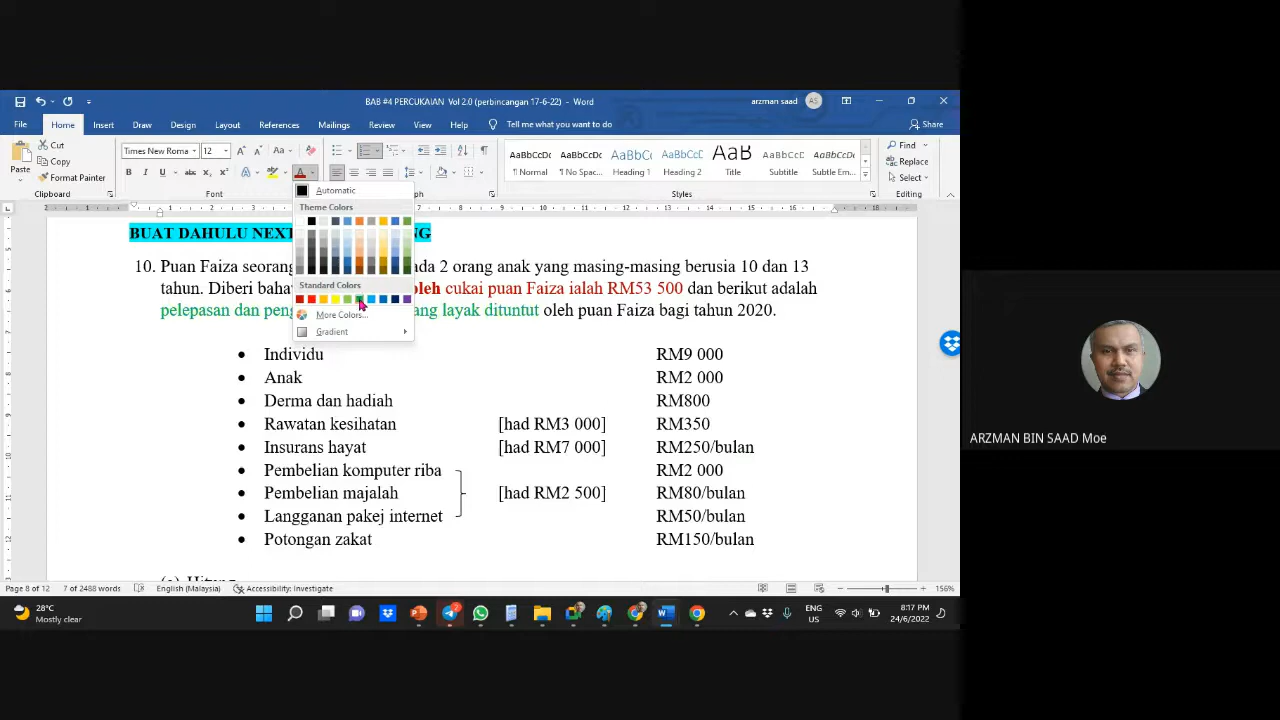 BAB #4 PERCUKAIAN Vol 2.0 (perbincangan 17-6-22) - Word
arzman saad
AS
File Home Insert Draw Design Layout References Mailings Review View Help Tell me what you want to do Share
Paste
Cut
Copy
Format Painter
Clipboard
Times New Roma 12
Font
AaBbCcDc AaBbCcDc AaBbCc AaBbCcD AaB AaBbCcD AaBbCcDc
¶ Normal ¶ No Spac... Heading 1 Heading 2 Title Subtitle Subtle Em...
Styles
Find
Replace
Select
Editing
Automatic
Theme Colors
Standard Colors
More Colors...
Gradient
BUAT DAHULU NEXT
10. Puan Faiza seorang 2 orang anak yang masing-masing berusia 10 dan 13
tahun. Diberi baha oleh cukai puan Faiza ialah RM53 500 dan berikut adalah
pelepasan dan peng ang layak dituntut oleh puan Faiza bagi tahun 2020.
• Individu RM9 000
• Anak RM2 000
• Derma dan hadiah RM800
• Rawatan kesihatan [had RM3 000] RM350
• Insurans hayat [had RM7 000] RM250/bulan
• Pembelian komputer riba RM2 000
• Pembelian majalah [had RM2 500] RM80/bulan
• Langganan pakej internet RM50/bulan
• Potongan zakat RM150/bulan
Page 8 of 12 7 of 2488 words English (Malaysia) Accessibility: Investigate 156%
28°C
Mostly clear
ENG
US
8:17 PM
24/6/2022
ARZMAN BIN SAAD Moe